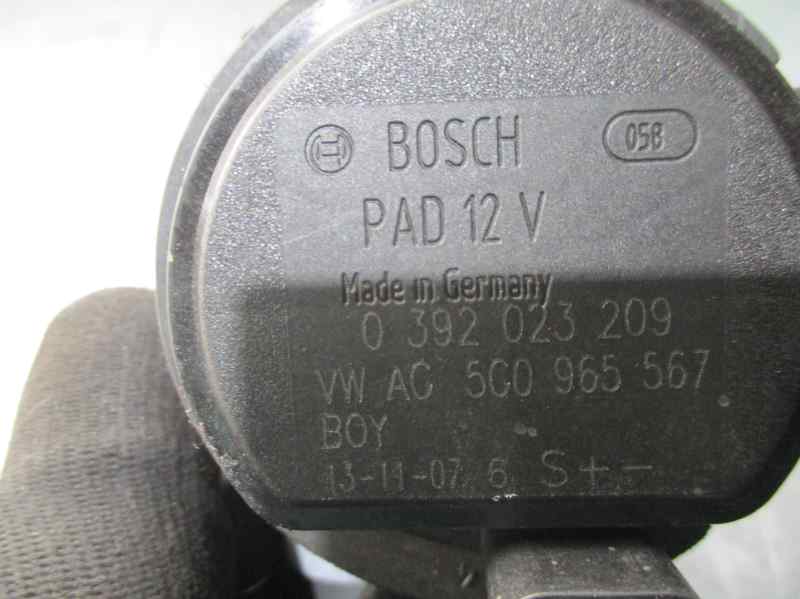 BOSCH 058
PAD 12 V
Made in Germany
0 392 023 209
VW AG 5C0 965 567
BOY
13-11-07 6 S + -